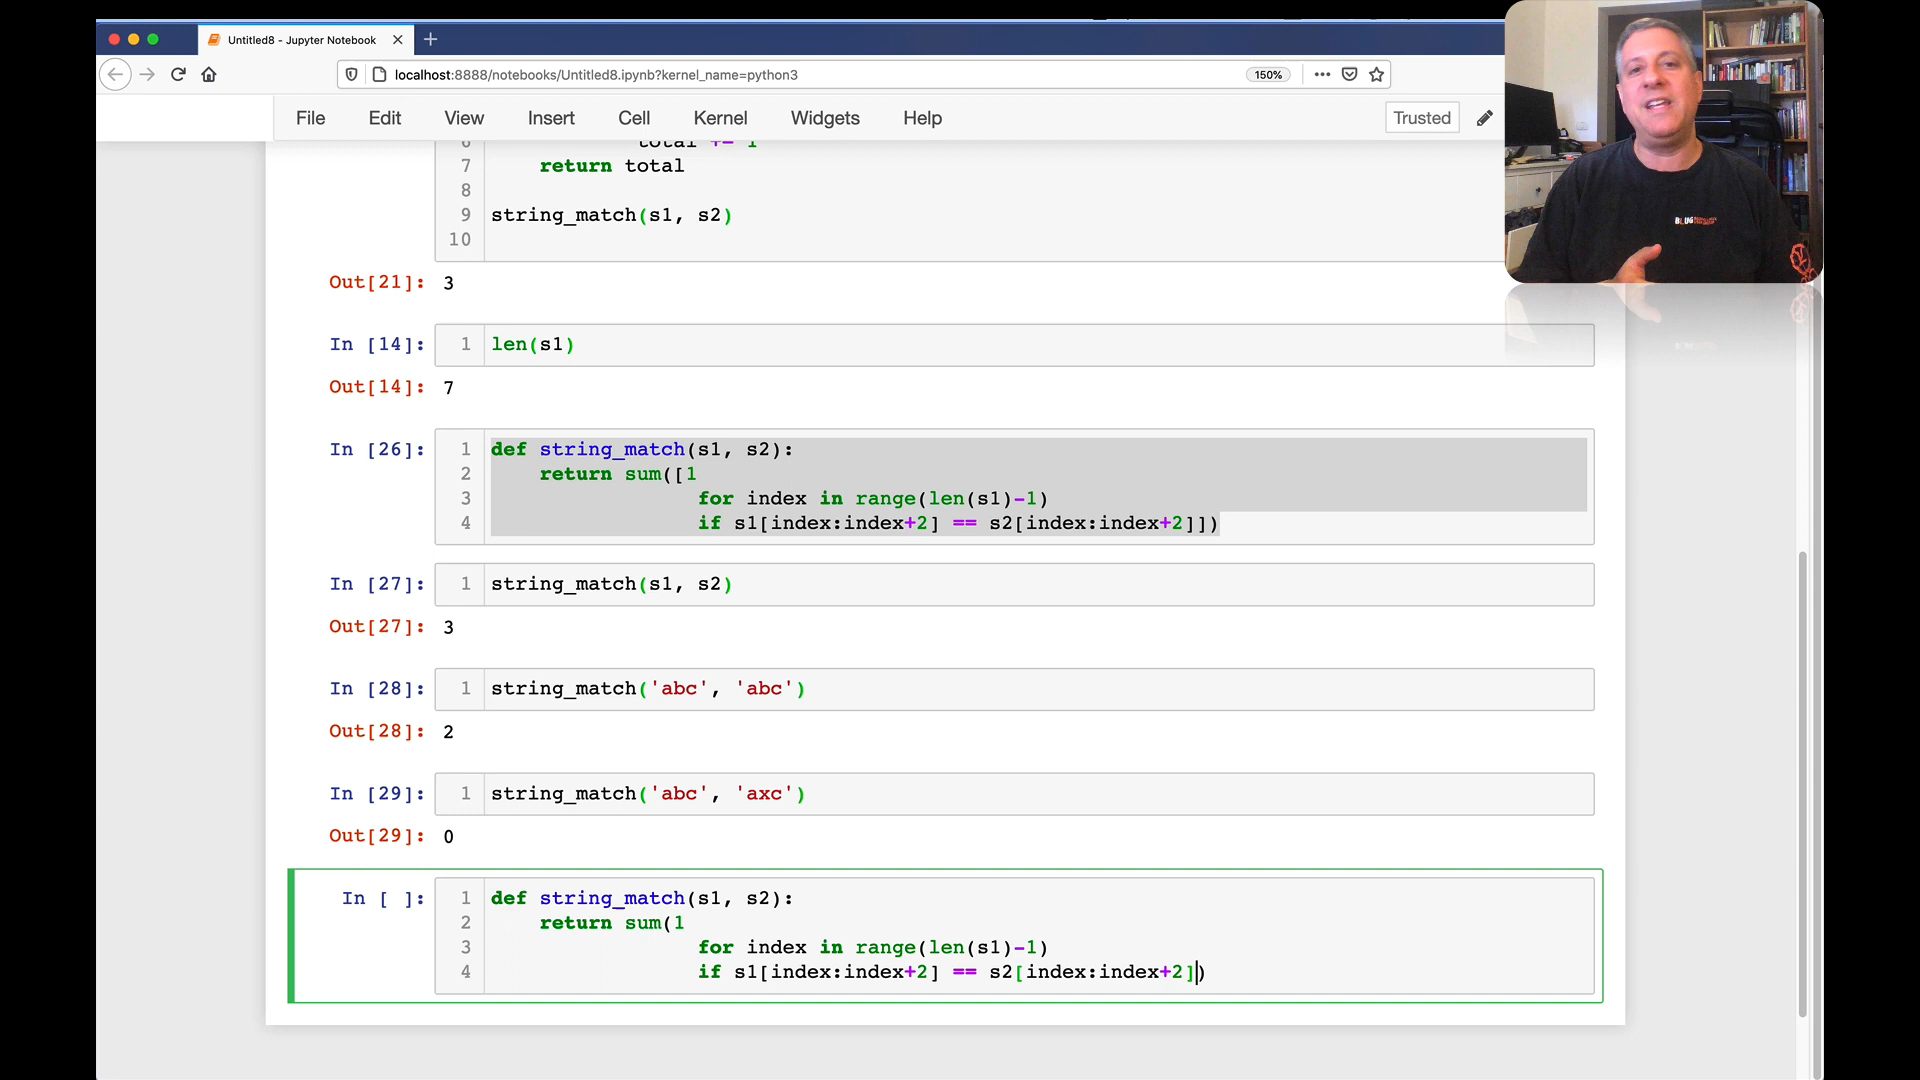 Untitled8 - Jupyter Notebook
localhost:8888/notebooks/Untitled8.ipynb?kernel_name=python3
150%
File Edit View Insert Cell Kernel Widgets Help
Trusted
6 total += 1
7 return total
8
9 string_match(s1, s2)
10
Out[21]: 3
In [14]: 1 len(s1)
Out[14]: 7
In [26]: 1 def string_match(s1, s2):
2 return sum([1
3 for index in range(len(s1)-1)
4 if s1[index:index+2] == s2[index:index+2]])
In [27]: 1 string_match(s1, s2)
Out[27]: 3
In [28]: 1 string_match('abc', 'abc')
Out[28]: 2
In [29]: 1 string_match('abc', 'axc')
Out[29]: 0
In [ ]: 1 def string_match(s1, s2):
2 return sum(1
3 for index in range(len(s1)-1)
4 if s1[index:index+2] == s2[index:index+2])
BLUG